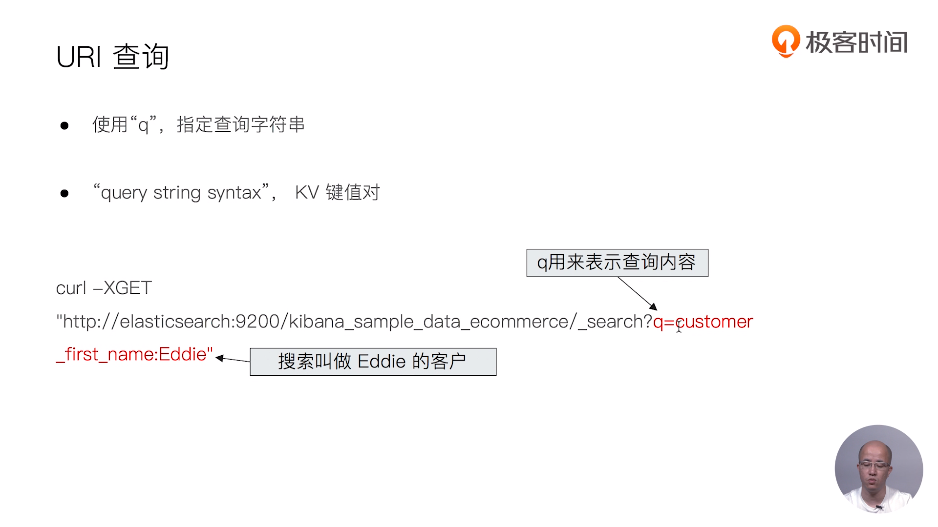 URI 查询
极客时间
● 使用“q”，指定查询字符串
● “query string syntax”， KV 键值对
q用来表示查询内容
curl -XGET
"http://elasticsearch:9200/kibana_sample_data_ecommerce/_search?q=customer
_first_name:Eddie"
搜索叫做 Eddie 的客户